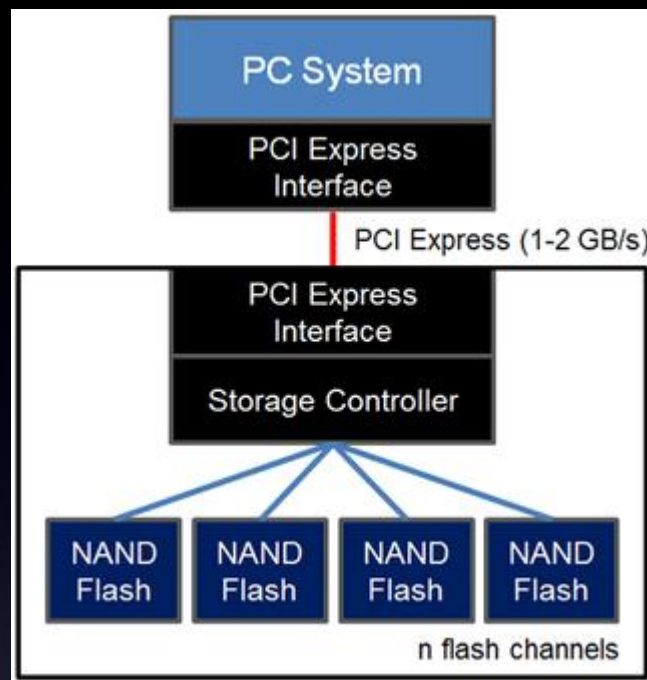 PC System
PCI Express
Interface
PCI Express (1-2 GB/s)
PCI Express
Interface
Storage Controller
NAND
Flash
NAND
Flash
NAND
Flash
NAND
Flash
n flash channels